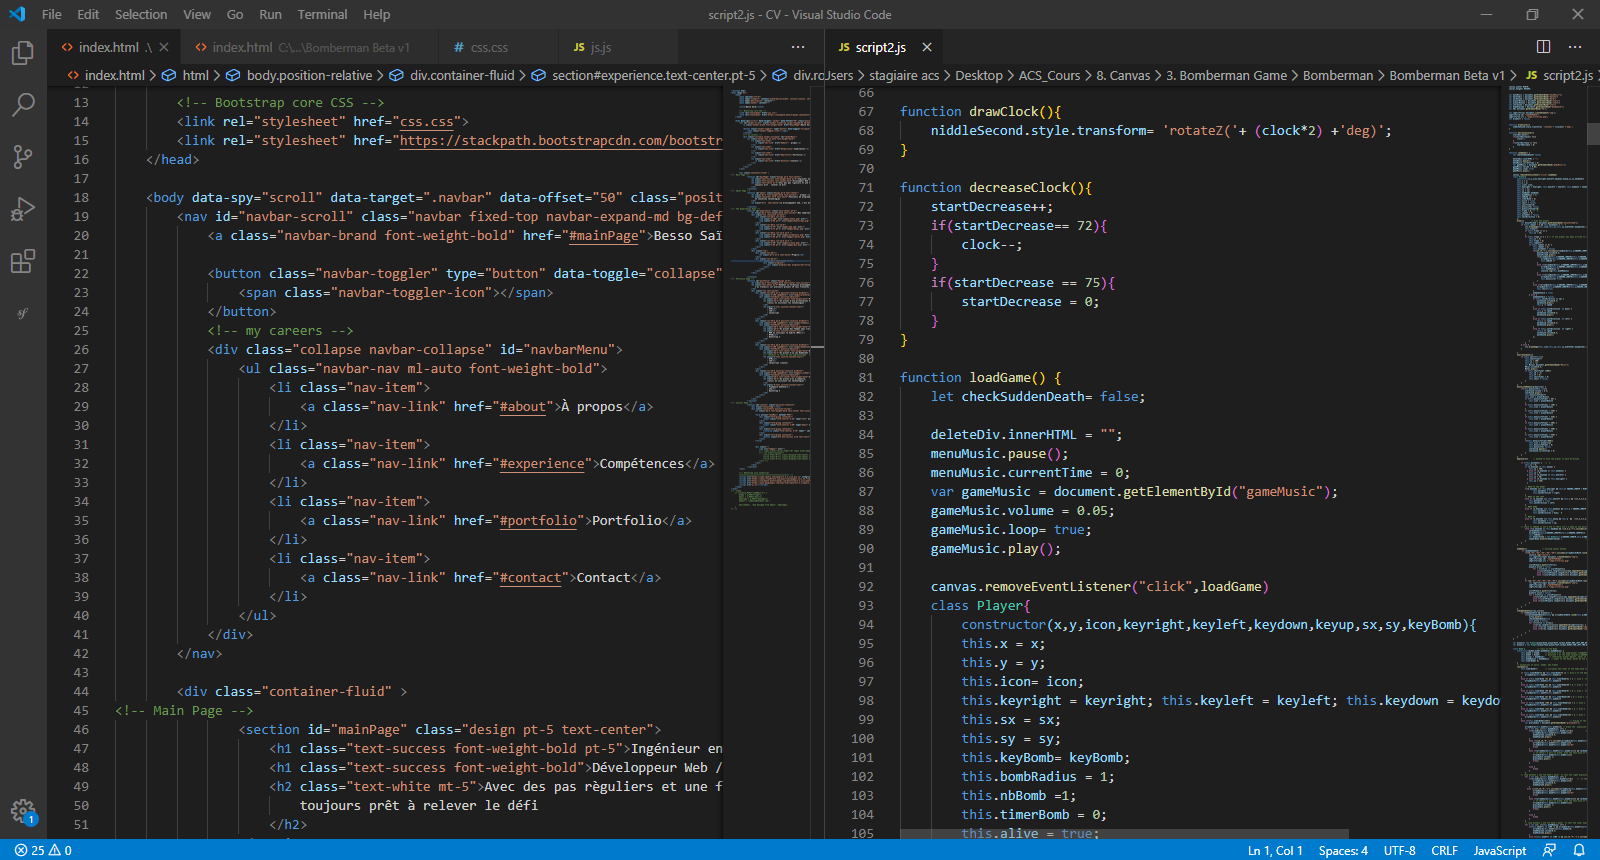 File Edit Selection View Go Run Terminal Help
script2.js - CV - Visual Studio Code
index.html .\
index.html C:\...\Bomberman Beta v1
# css.css
JS js.js
index.html > html > body.position-relative > div.container-fluid > section#experience.text-center.pt-5 > div.ro
13 <!-- Bootstrap core CSS -->
14 <link rel="stylesheet" href="css.css">
15 <link rel="stylesheet" href="https://stackpath.bootstrapcdn.com/bootstr
16 </head>
17
18 <body data-spy="scroll" data-target=".navbar" data-offset="50" class="posit
19 <nav id="navbar-scroll" class="navbar fixed-top navbar-expand-md bg-def
20 <a class="navbar-brand font-weight-bold" href="#mainPage">Besso Saï
21
22 <button class="navbar-toggler" type="button" data-toggle="collapse"
23 <span class="navbar-toggler-icon"></span>
24 </button>
25 <!-- my careers -->
26 <div class="collapse navbar-collapse" id="navbarMenu">
27 <ul class="navbar-nav ml-auto font-weight-bold">
28 <li class="nav-item">
29 <a class="nav-link" href="#about">À propos</a>
30 </li>
31 <li class="nav-item">
32 <a class="nav-link" href="#experience">Compétences</a>
33 </li>
34 <li class="nav-item">
35 <a class="nav-link" href="#portfolio">Portfolio</a>
36 </li>
37 <li class="nav-item">
38 <a class="nav-link" href="#contact">Contact</a>
39 </li>
40 </ul>
41 </div>
42 </nav>
43
44 <div class="container-fluid" >
45 <!-- Main Page -->
46 <section id="mainPage" class="design pt-5 text-center">
47 <h1 class="text-success font-weight-bold pt-5">Ingénieur en
48 <h1 class="text-success font-weight-bold">Développeur Web /
49 <h2 class="text-white mt-5">Avec des pas règuliers et une f
50 toujours prêt à relever le défi
51 </h2>
JS script2.js
Users > stagiaire acs > Desktop > ACS_Cours > 8. Canvas > 3. Bomberman Game > Bomberman > Bomberman Beta v1 > JS script2.js >
66
67 function drawClock(){
68 niddleSecond.style.transform= 'rotateZ('+ (clock*2) +'deg)';
69 }
70
71 function decreaseClock(){
72 startDecrease++;
73 if(startDecrease== 72){
74 clock--;
75 }
76 if(startDecrease == 75){
77 startDecrease = 0;
78 }
79 }
80
81 function loadGame() {
82 let checkSuddenDeath= false;
83
84 deleteDiv.innerHTML = "";
85 menuMusic.pause();
86 menuMusic.currentTime = 0;
87 var gameMusic = document.getElementById("gameMusic");
88 gameMusic.volume = 0.05;
89 gameMusic.loop= true;
90 gameMusic.play();
91
92 canvas.removeEventListener("click",loadGame)
93 class Player{
94 constructor(x,y,icon,keyright,keyleft,keydown,keyup,sx,sy,keyBomb){
95 this.x = x;
96 this.y = y;
97 this.icon= icon;
98 this.keyright = keyright; this.keyleft = keyleft; this.keydown = keydo
99 this.sx = sx;
100 this.sy = sy;
101 this.keyBomb= keyBomb;
102 this.bombRadius = 1;
103 this.nbBomb =1;
104 this.timerBomb = 0;
105 this.alive = true;
1
25 0
Ln 1, Col 1 Spaces: 4 UTF-8 CRLF JavaScript